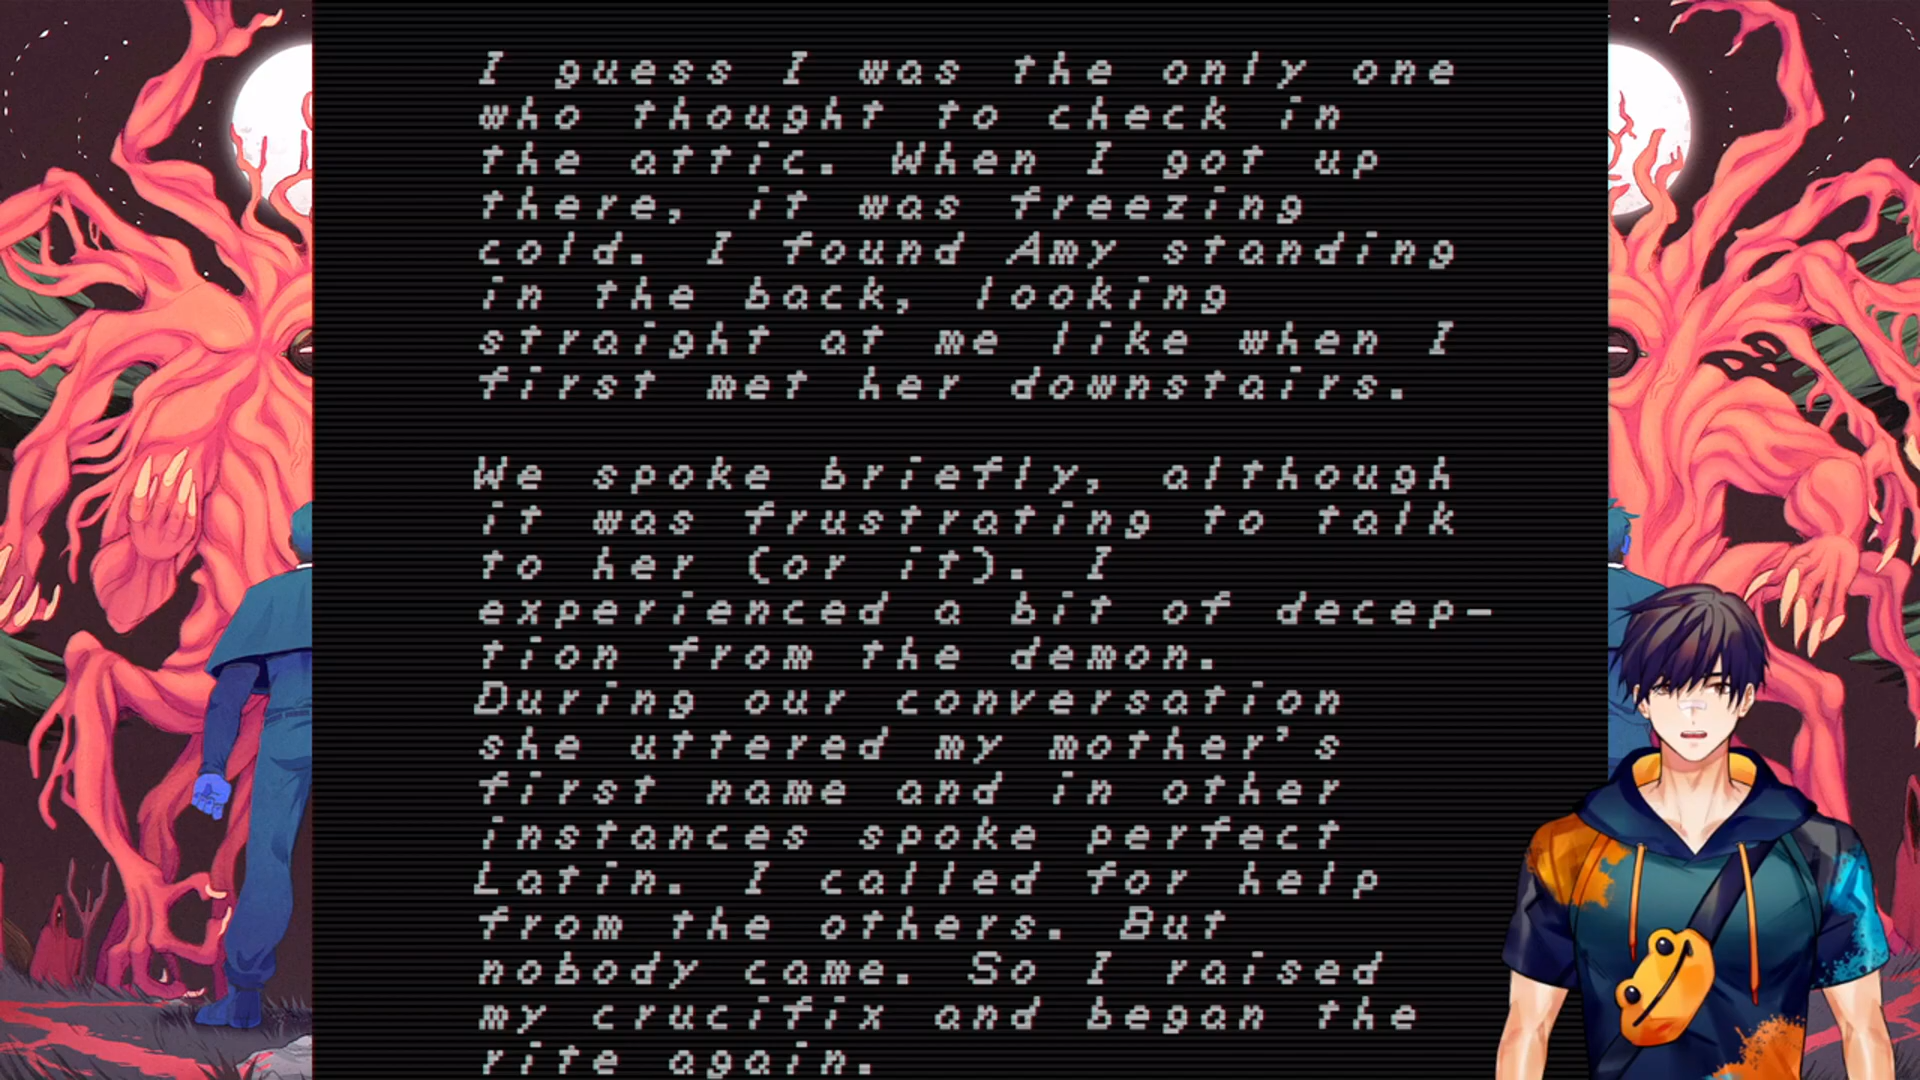 I guess I was the only one
who thought to check in
the attic. When I got up
there, it was freezing
cold. I found Amy standing
in the back, looking
straight at me like when I
first met her downstairs.
We spoke briefly, although
it was frustrating to talk
to her (or it). I
experienced a bit of decep-
tion from the demon.
During our conversation
she uttered my mother's
first name and in other
instances spoke perfect
Latin. I called for help
from the others. But
nobody came. So I raised
my crucifix and began the
rite again.